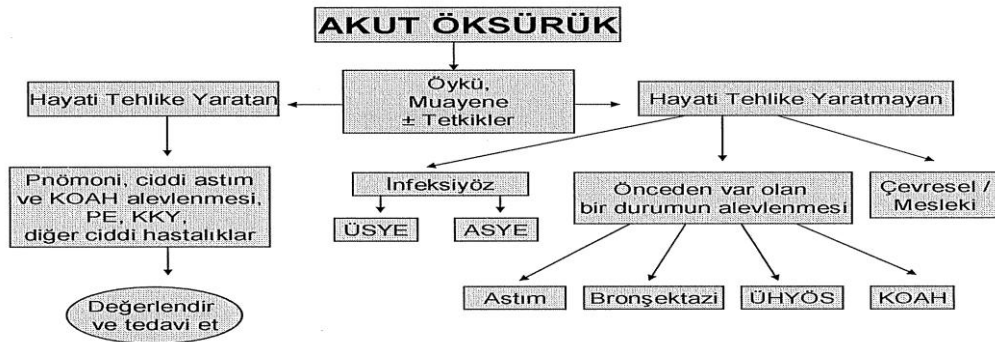 AKUT ÖKSÜRÜK
Öykü,
Muayene
± Tetkikler
Hayati Tehlike Yaratan
Hayati Tehlike Yaratmayan
Pnömoni, ciddi astım
ve KOAH alevlenmesi,
PE, KKY,
diğer ciddi hastalıklar
Değerlendir
ve tedavi et
İnfeksiyöz
ÜSYE
ASYE
Önceden var olan
bir durumun alevlenmesi
Çevresel /
Mesleki
Astım
Bronşektazi
ÜHYÖS
KOAH